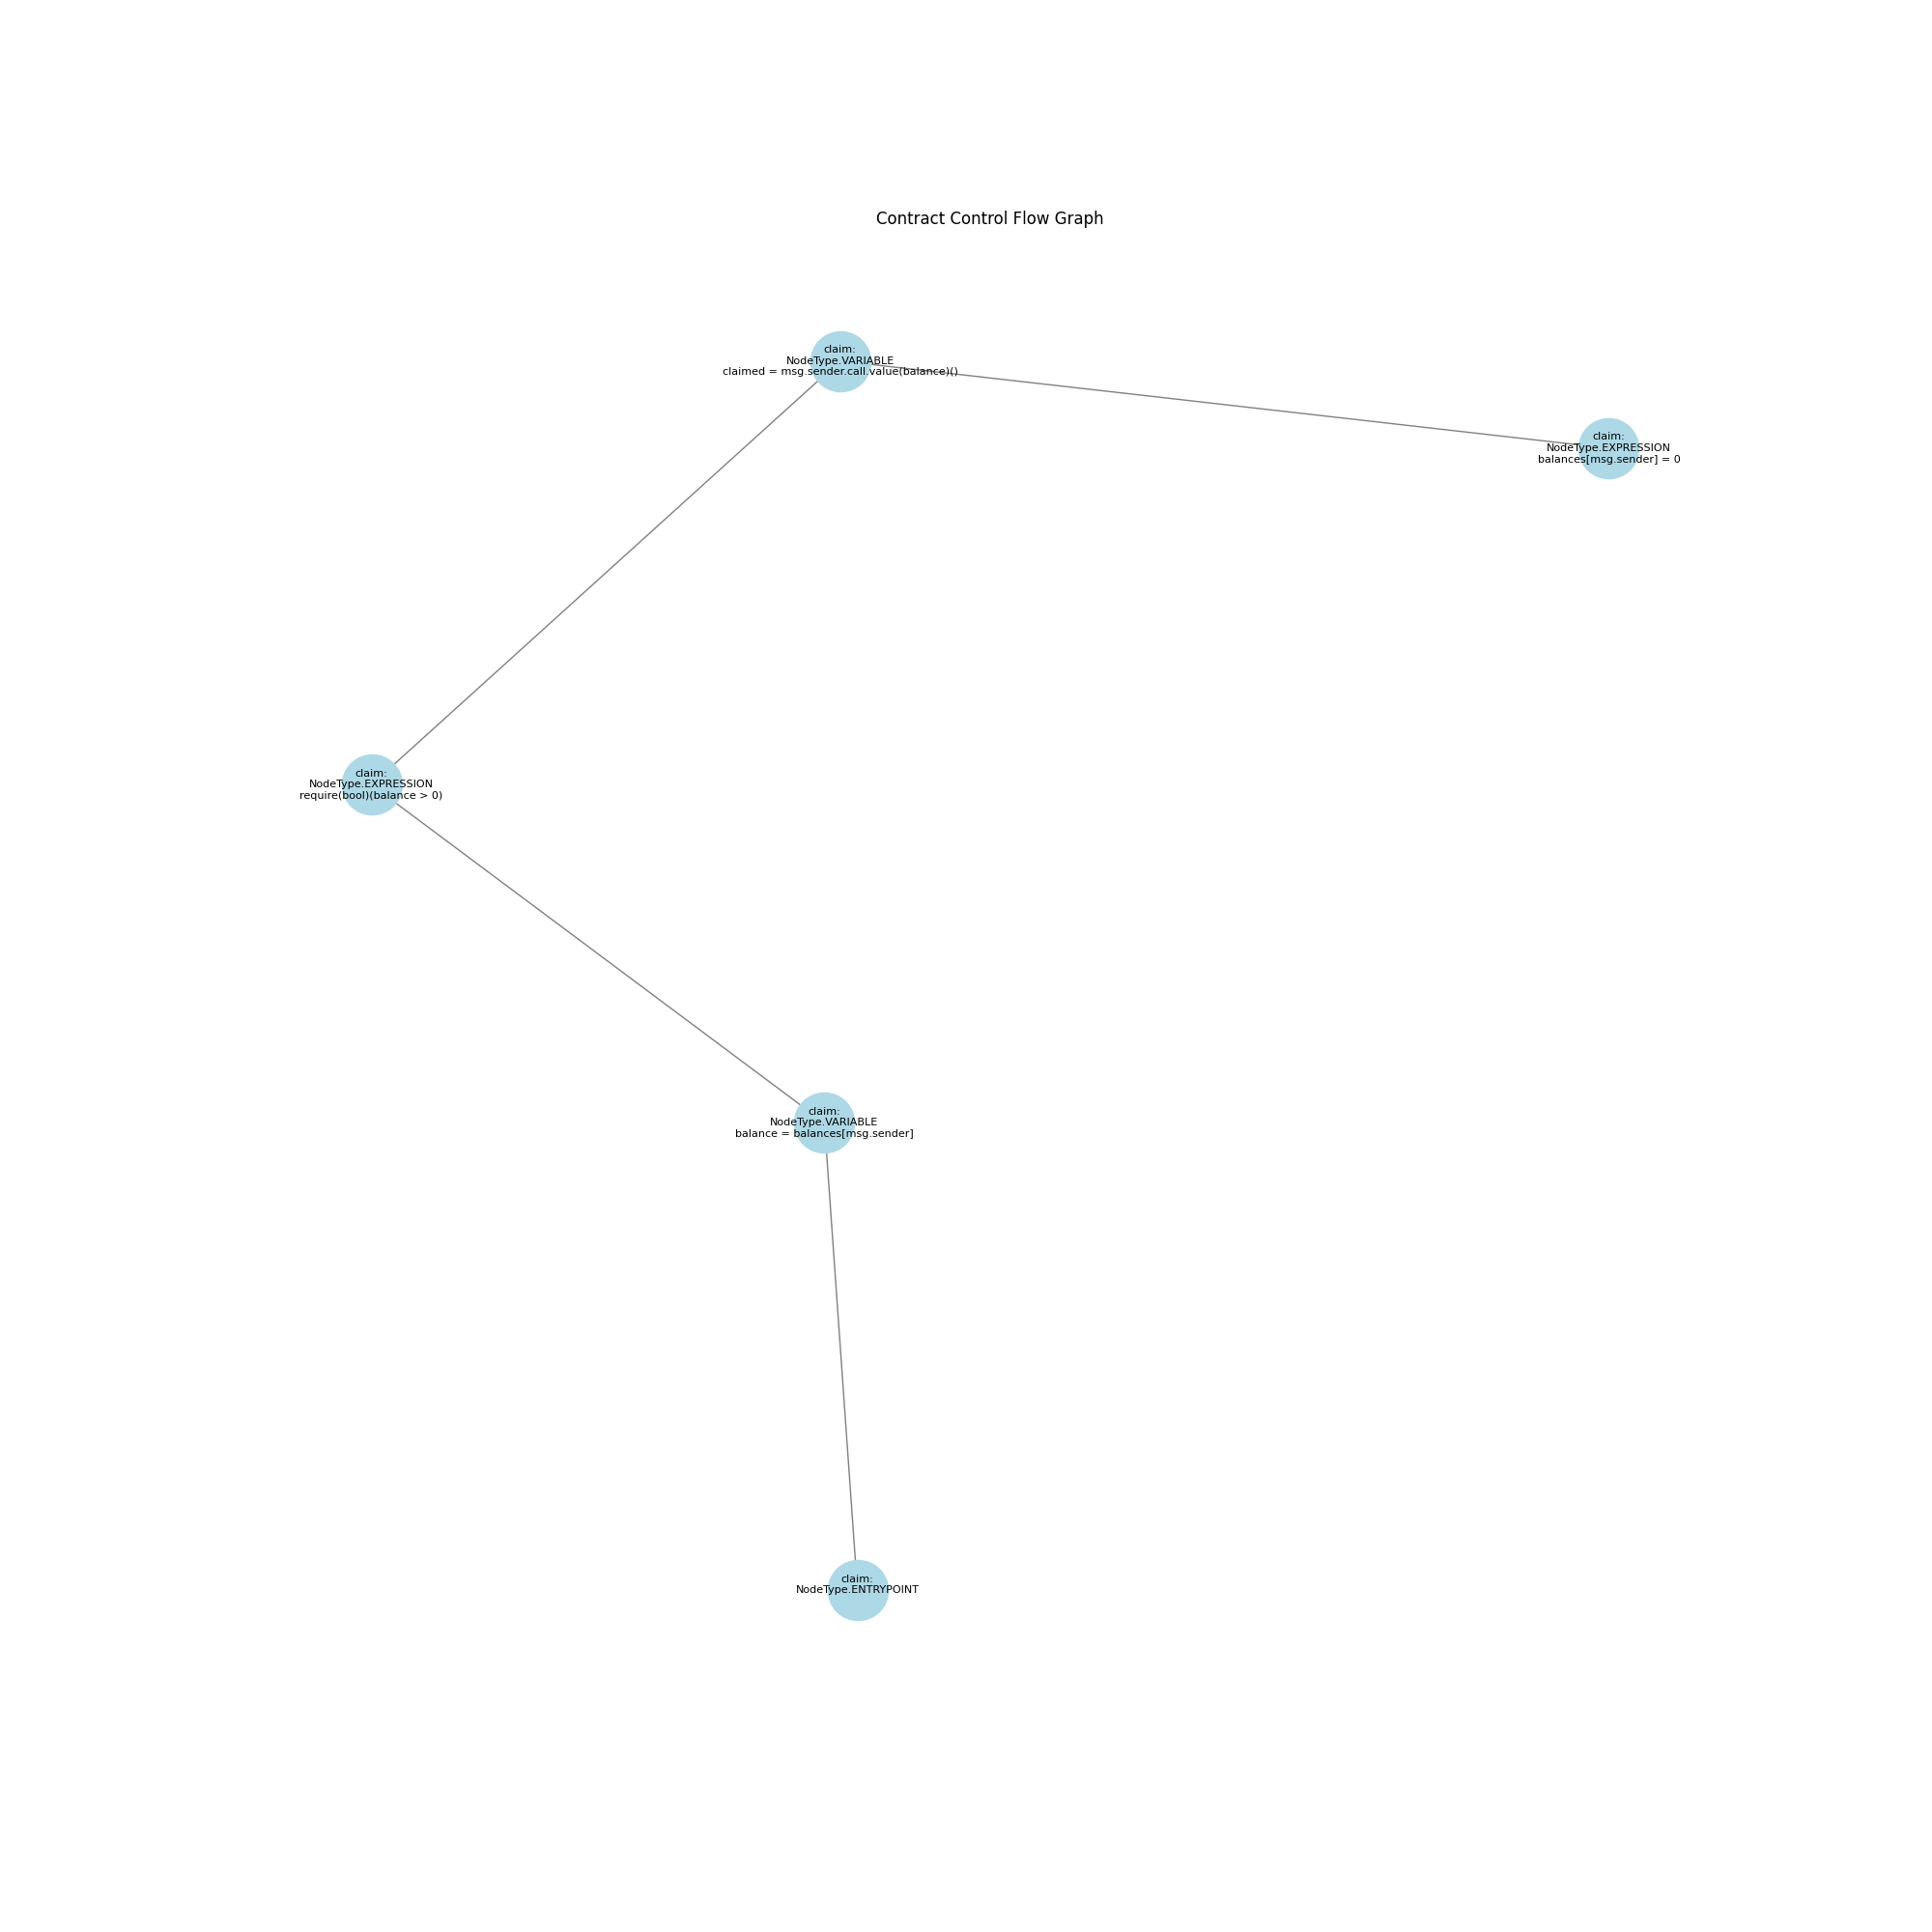 Contract Control Flow Graph
claim:
NodeType.VARIABLE
claimed = msg.sender.call.value(balance)()
claim:
NodeType.EXPRESSION
balances[msg.sender] = 0
claim:
NodeType.EXPRESSION
require(bool)(balance > 0)
claim:
NodeType.VARIABLE
balance = balances[msg.sender]
claim:
NodeType.ENTRYPOINT